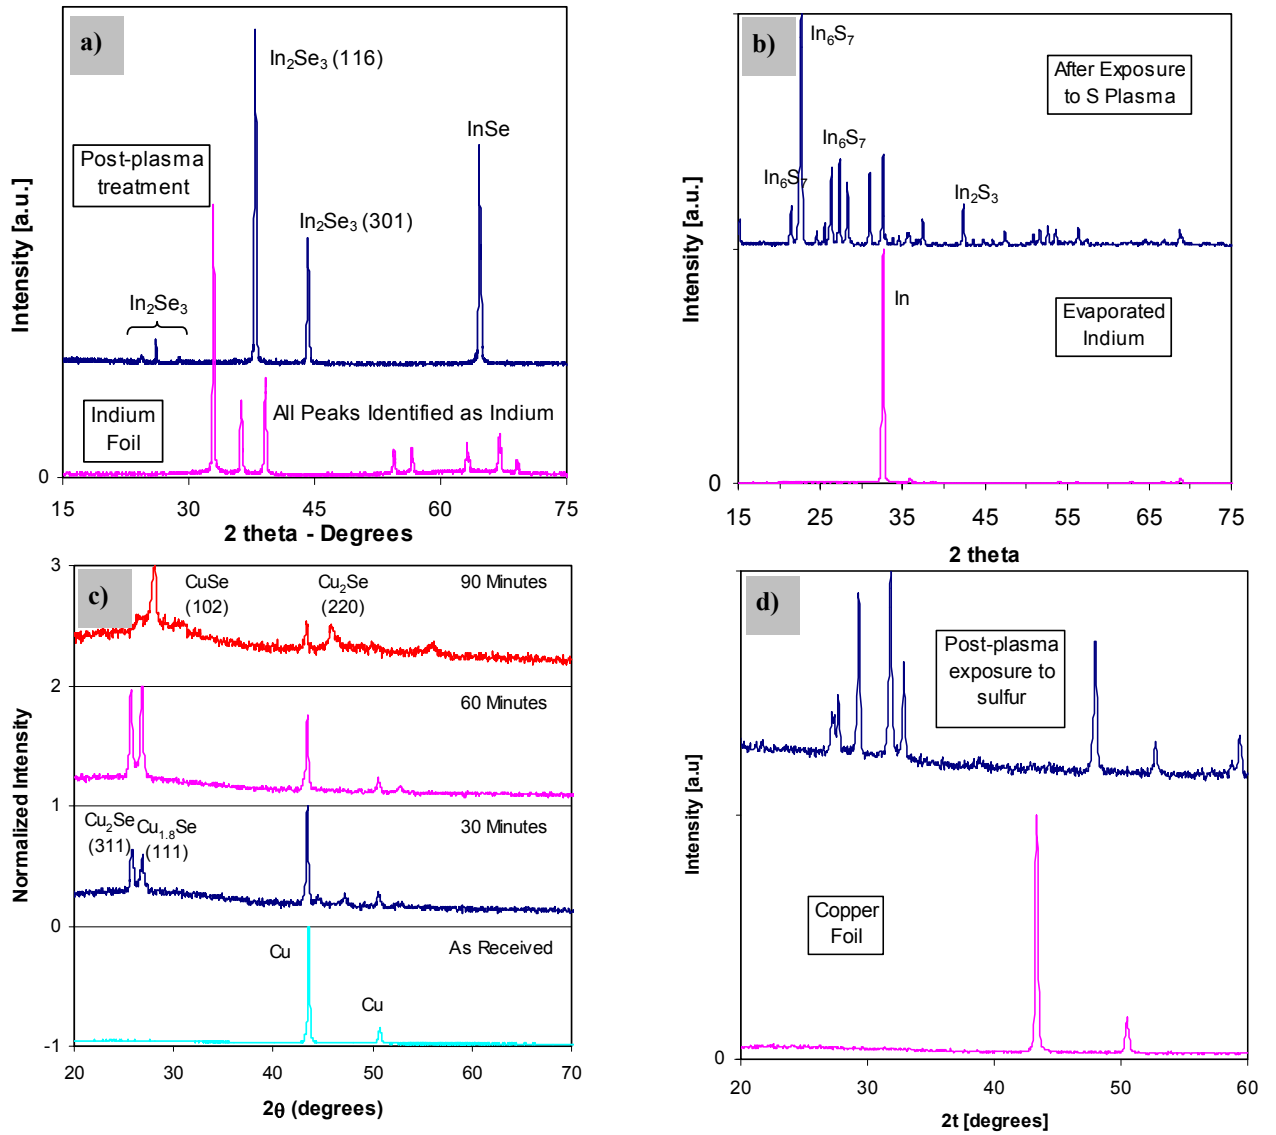 a)
In₂Se₃ (116)
InSe
Post-plasma
treatment
In₂Se₃ (301)
In₂Se₃
Indium
Foil
All Peaks Identified as Indium
Intensity [a.u.]
0
15
30
45
60
75
2 theta - Degrees
b)
In₆S₇
After Exposure
to S Plasma
In₆S₇
In₆S₇
In₂S₃
In
Evaporated
Indium
Intensity [a.u.]
0
15
25
35
45
55
65
75
2 theta
c)
3
CuSe
(102)
Cu₂Se
(220)
90 Minutes
2
60 Minutes
1
Cu₂Se
(311)
Cu₁.₈Se
(111)
30 Minutes
0
Cu
As Received
Cu
-1
Normalized Intensity
20
30
40
50
60
70
2θ (degrees)
d)
Post-plasma
exposure to
sulfur
Copper
Foil
Intensity [a.u]
0
20
30
40
50
60
2t [degrees]